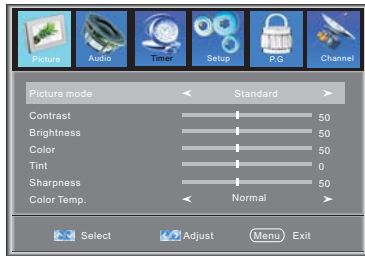 Picture Audio Timer Setup P.G Channel
Picture mode Standard
Contrast 50
Brightness 50
Color 50
Tint 0
Sharpness 50
Color Temp. Normal
Select Adjust Menu Exit